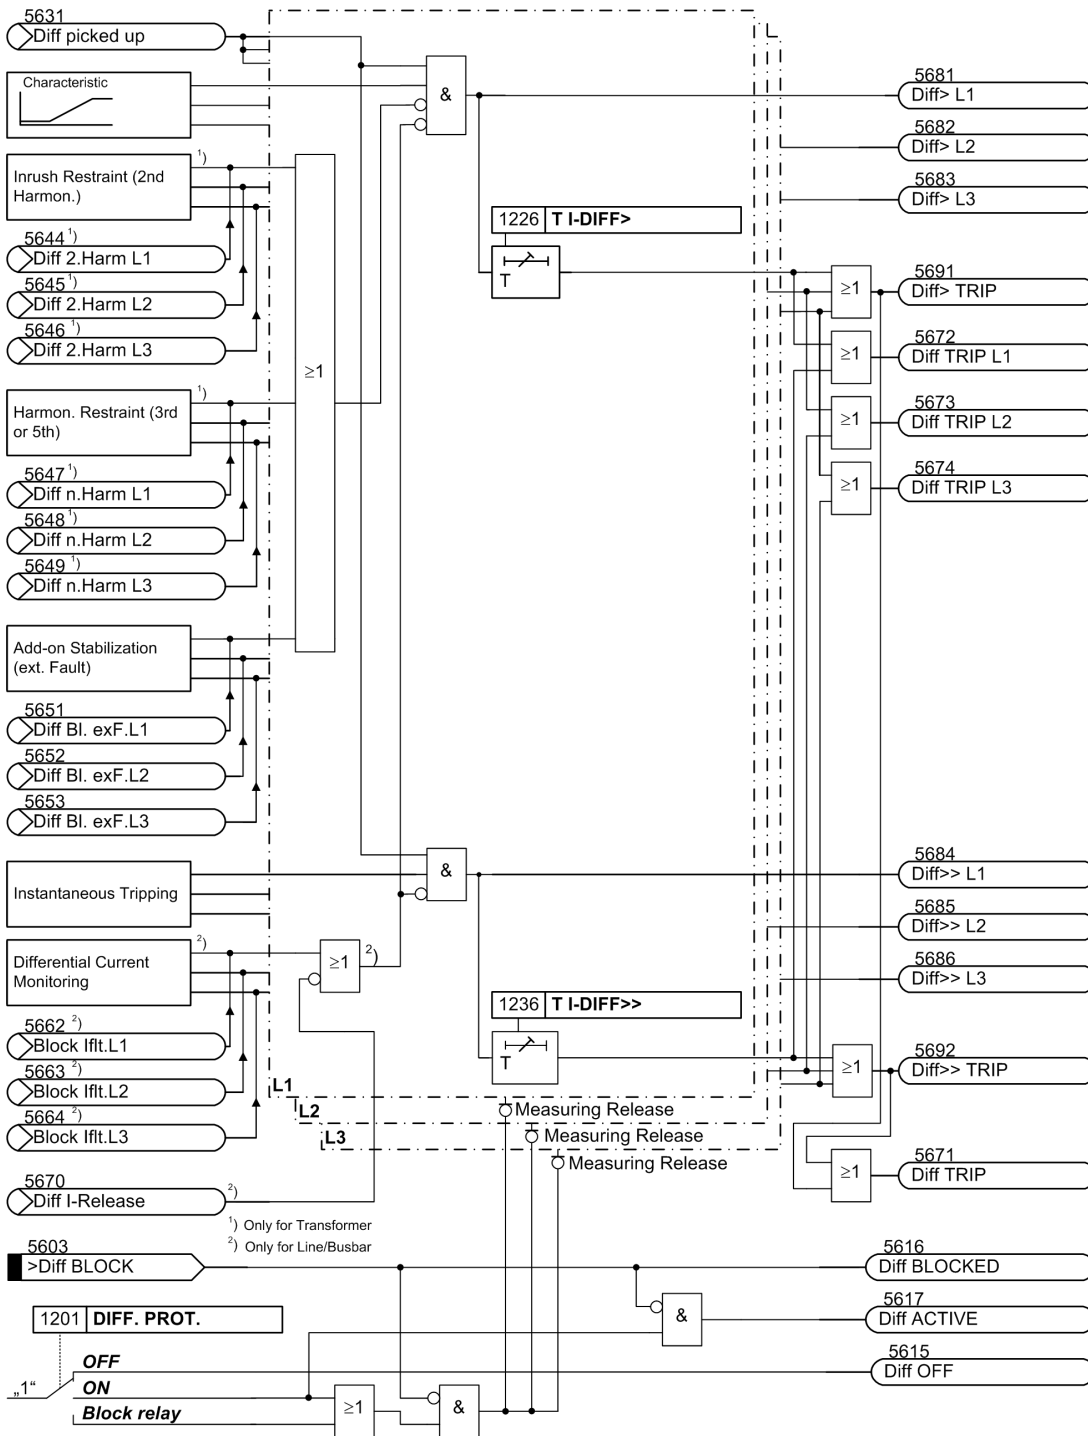 5631
Diff picked up
Characteristic
&
5681
Diff> L1
5682
Diff> L2
5683
Diff> L3
1)
Inrush Restraint (2nd
Harmon.)
5644 1)
Diff 2.Harm L1
5645 1)
Diff 2.Harm L2
5646 1)
Diff 2.Harm L3
≥1
1226 T I-DIFF>
T
≥1
5691
Diff> TRIP
≥1
5672
Diff TRIP L1
≥1
5673
Diff TRIP L2
≥1
5674
Diff TRIP L3
1)
Harmon. Restraint (3rd
or 5th)
5647 1)
Diff n.Harm L1
5648 1)
Diff n.Harm L2
5649 1)
Diff n.Harm L3
Add-on Stabilization
(ext. Fault)
5651
Diff Bl. exF.L1
5652
Diff Bl. exF.L2
5653
Diff Bl. exF.L3
Instantaneous Tripping
&
5684
Diff>> L1
5685
Diff>> L2
5686
Diff>> L3
2)
Differential Current
Monitoring
≥1
2)
5662 2)
Block Iflt.L1
5663 2)
Block Iflt.L2
5664 2)
Block Iflt.L3
1236 T I-DIFF>>
T
≥1
5692
Diff>> TRIP
L1
L2
L3
Measuring Release
Measuring Release
Measuring Release
≥1
5671
Diff TRIP
5670
Diff I-Release
2)
1) Only for Transformer
2) Only for Line/Busbar
5603
>Diff BLOCK
5616
Diff BLOCKED
&
5617
Diff ACTIVE
1201 DIFF. PROT.
5615
Diff OFF
„1“
OFF
ON
Block relay
≥1
&